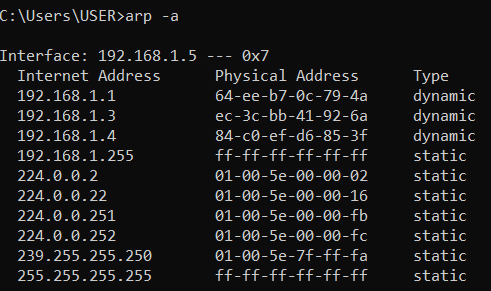 C:\Users\USER>arp -a
Interface: 192.168.1.5 --- 0x7
Internet Address Physical Address Type
192.168.1.1 64-ee-b7-0c-79-4a dynamic
192.168.1.3 ec-3c-bb-41-92-6a dynamic
192.168.1.4 84-c0-ef-d6-85-3f dynamic
192.168.1.255 ff-ff-ff-ff-ff-ff static
224.0.0.2 01-00-5e-00-00-02 static
224.0.0.22 01-00-5e-00-00-16 static
224.0.0.251 01-00-5e-00-00-fb static
224.0.0.252 01-00-5e-00-00-fc static
239.255.255.250 01-00-5e-7f-ff-fa static
255.255.255.255 ff-ff-ff-ff-ff-ff static